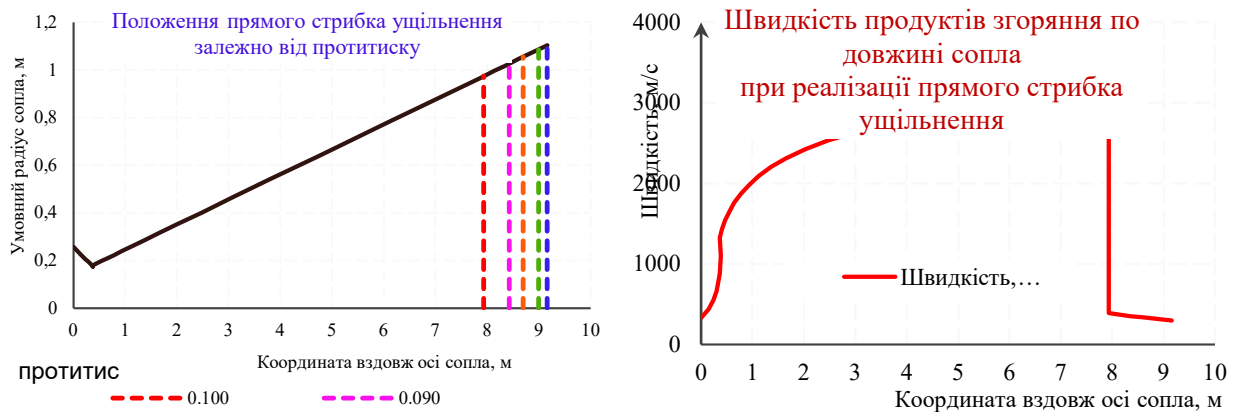 Положення прямого стрибка ущільнення
залежно від протитиску
Умовний радіус сопла, м
1,2
1
0,8
0,6
0,4
0,2
0
0 1 2 3 4 5 6 7 8 9 10
Координата вздовж осі сопла, м
протитис
0.100 0.090
Швидкість продуктів згоряння по
довжині сопла
при реалізації прямого стрибка
ущільнення
Швидкість, м/с
4000
3000
2000
1000
0
Швидкість,...
0 1 2 3 4 5 6 7 8 9 10
Координата вздовж осі сопла, м